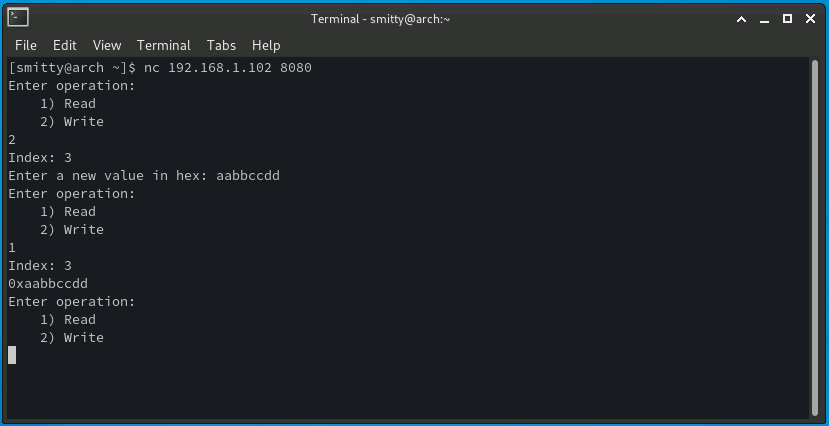 Terminal - smitty@arch:~
File Edit View Terminal Tabs Help
[smitty@arch ~]$ nc 192.168.1.102 8080
Enter operation:
    1) Read
    2) Write
2
Index: 3
Enter a new value in hex: aabbccdd
Enter operation:
    1) Read
    2) Write
1
Index: 3
0xaabbccdd
Enter operation:
    1) Read
    2) Write